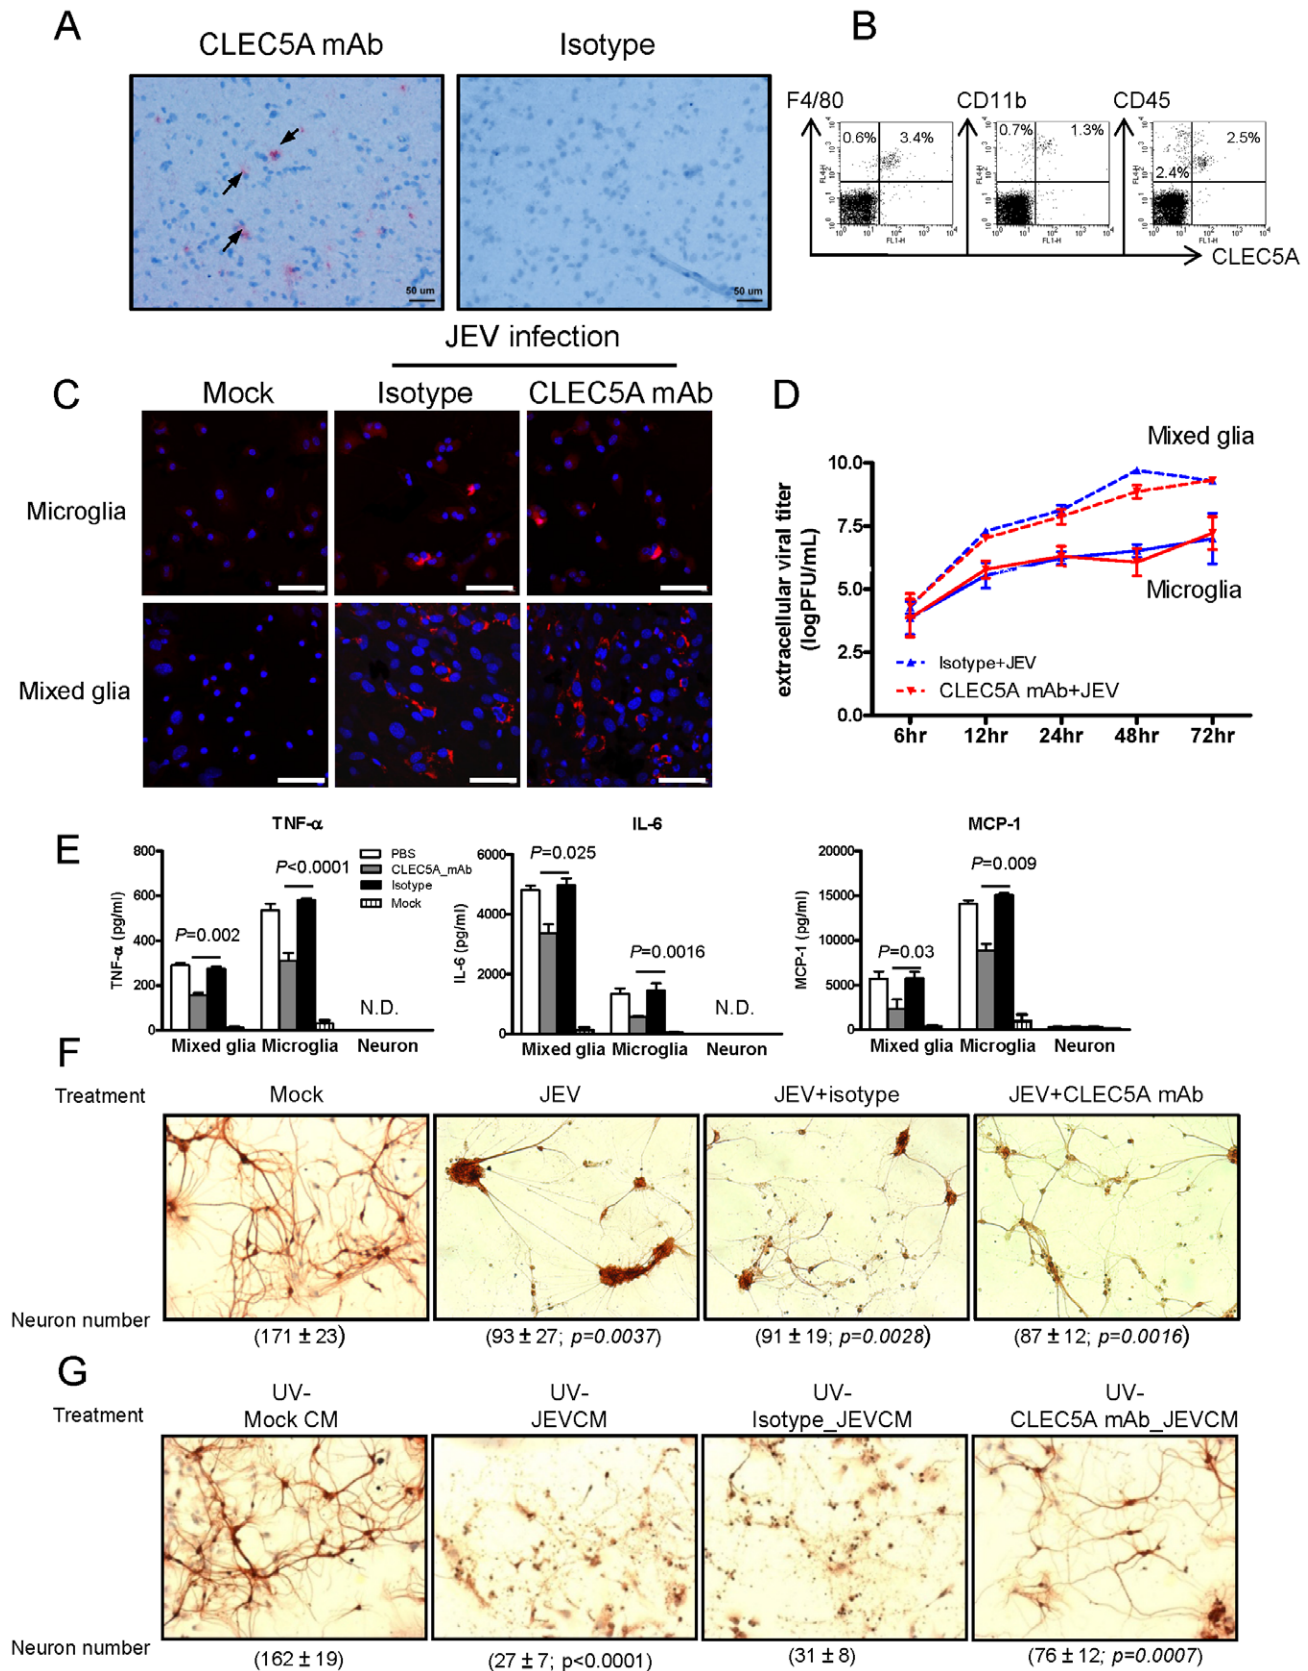 A
CLEC5A mAb
Isotype
50 um
50 um
B
F4/80
CD11b
CD45
0.6%
3.4%
0.7%
1.3%
2.5%
2.4%
FL4-H
FL1-H
FL1-H
FL1-H
CLEC5A
JEV infection
C
Mock
Isotype
CLEC5A mAb
Microglia
Mixed glia
D
Mixed glia
Microglia
extracellular viral titer
(logPFU/mL)
10.0
7.5
5.0
2.5
0.0
Isotype+JEV
CLEC5A mAb+JEV
6hr 12hr 24hr 48hr 72hr
E
TNF-α
TNF-α (pg/ml)
800
600
400
200
0
P=0.002
P<0.0001
PBS
CLEC5A_mAb
Isotype
Mock
N.D.
Mixed glia Microglia Neuron
IL-6
IL-6 (pg/ml)
6000
4000
2000
0
P=0.025
P=0.0016
N.D.
Mixed glia Microglia Neuron
MCP-1
MCP-1 (pg/ml)
20000
15000
10000
5000
0
P=0.03
P=0.009
Mixed glia Microglia Neuron
F
Treatment
Mock
JEV
JEV+isotype
JEV+CLEC5A mAb
Neuron number
(171 ± 23)
(93 ± 27; p=0.0037)
(91 ± 19; p=0.0028)
(87 ± 12; p=0.0016)
G
Treatment
UV-
Mock CM
UV-
JEVCM
UV-
Isotype_JEVCM
UV-
CLEC5A mAb_JEVCM
Neuron number
(162 ± 19)
(27 ± 7; p<0.0001)
(31 ± 8)
(76 ± 12; p=0.0007)